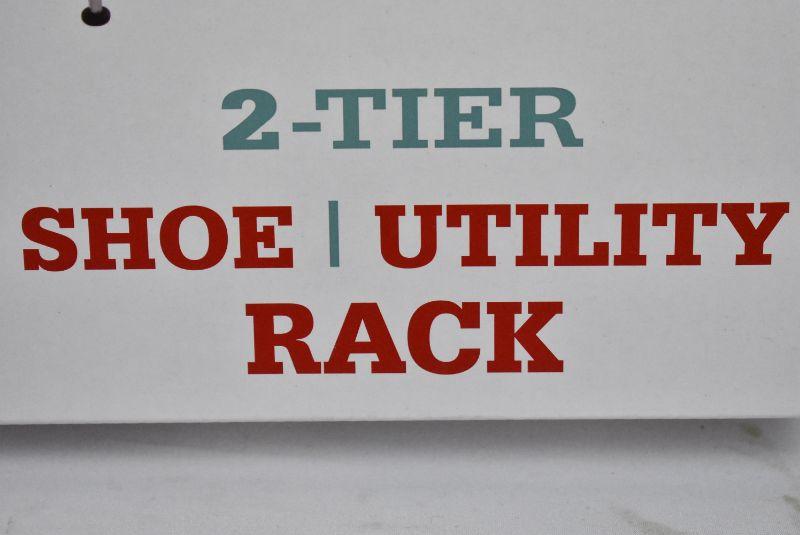 2-TIER
SHOE | UTILITY
RACK